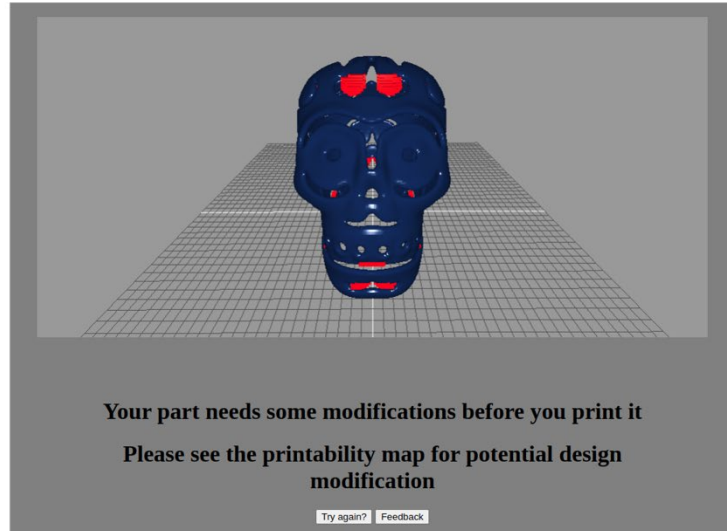 Your part needs some modifications before you print it
Please see the printability map for potential design
modification
Try again? Feedback